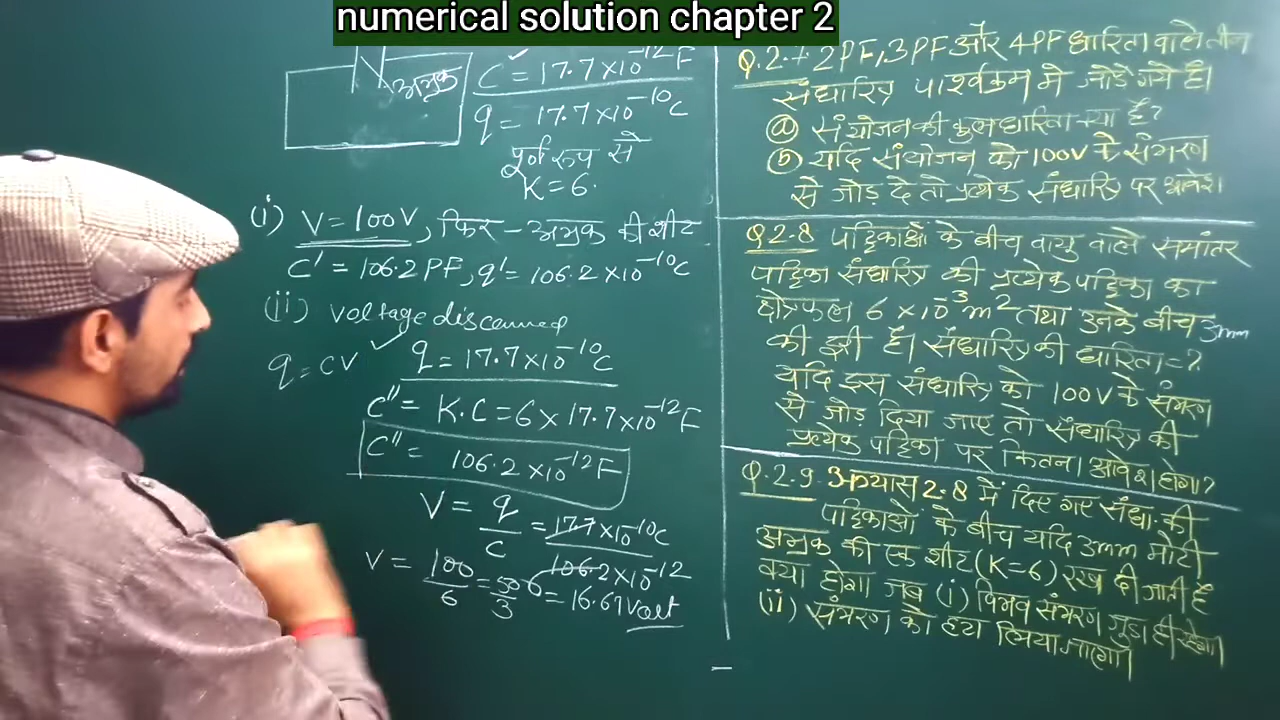 numerical solution chapter 2
अभ्रक
C = 17.7×10⁻¹²F
q = 17.7×10⁻¹⁰C
पूर्ण रूप से
K = 6.
(i) V = 100V, फिर - अभ्रक की शीट
C' = 106.2 PF, q' = 106.2×10⁻¹⁰C
(ii) voltage
q = CV
q = 17.7×10⁻¹⁰C
C'' = K.C = 6 × 17.7×10⁻¹²F
C'' = 106.2 ×10⁻¹²F
V = q/C = 17.7×10⁻¹⁰C / 106.2×10⁻¹²
6
V = 100/6 = 50/3 = 16.67 Volt
Q.2.7 2PF, 3PF और 4PF धारिता वाले तीन
संधारित्र पार्श्वक्रम में जोड़े गये हैं।
(a) संयोजन की कुल धारिता क्या है?
(b) यदि संयोजन को 100V के संभरण
से जोड़ दें तो प्रत्येक संधारित्र पर आवेश।
Q.2.8 पट्टिकाओं के बीच वायु वाले समांतर
पट्टिका संधारित्र की प्रत्येक पट्टिका का
क्षेत्रफल 6 ×10⁻³m² तथा उनके बीच 3mm
की दूरी है। संधारित्र की धारिता = ?
यदि इस संधारित्र को 100V के संभरण
से जोड़ दिया जाए तो संधारित्र की
प्रत्येक पट्टिका पर कितना आवेश होगा?
Q.2.9. अभ्यास 2.8 में दिए गए संधा. की
पट्टिकाओं के बीच यदि 3mm मोटी
अभ्रक की एक शीट (K=6) रख दी जाती है
क्या होगा जब (i) विभव संभरण जुड़ा ही रहेगा।
(ii) संभरण को हटा लिया जाएगा।